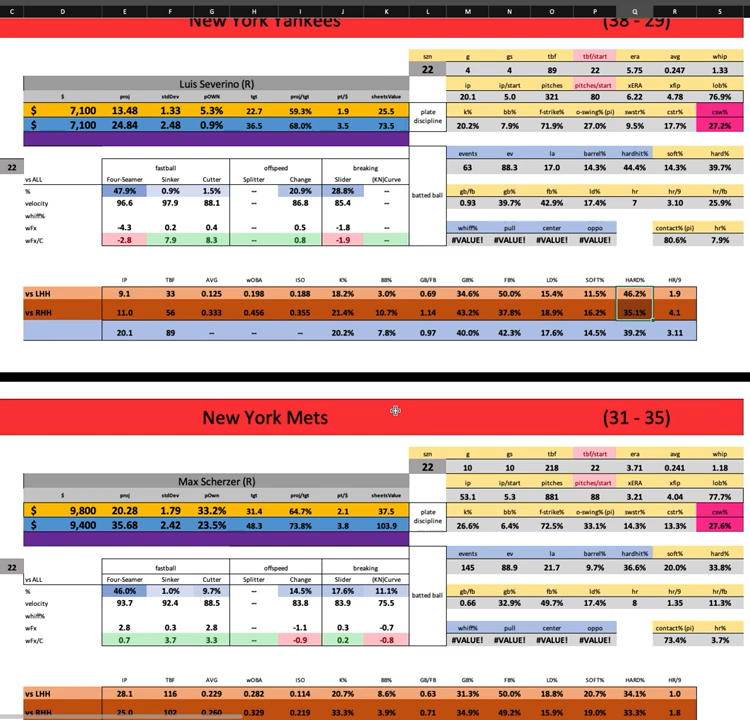 C D E F G H I J K L M N O P Q R S
New York Yankees (38 - 29)
szn g gs tbf tbf/start era avg whip
22 4 4 89 22 5.75 0.247 1.33
Luis Severino (R) ip ip/start pitches pitches/start xERA xfip lob%
$ proj stdDev pOWN tgt proj/tgt pt/$ sheetsValue 20.1 5.0 321 80 6.22 4.78 76.9%
$ 7,100 13.48 1.33 5.3% 22.7 59.3% 1.9 25.5 plate discipline k% bb% f-strike% o-swing% (pi) swstr% cstr% csw%
$ 7,100 24.84 2.48 0.9% 36.5 68.0% 3.5 73.5 20.2% 7.9% 71.9% 27.0% 9.5% 17.7% 27.2%
events ev la barrel% hardhit% soft% hard%
22 fastball offspeed breaking 63 88.3 17.0 14.3% 44.4% 14.3% 39.7%
vs ALL Four-Seamer Sinker Cutter Splitter Change Slider (KN)Curve
% 47.9% 0.9% 1.5% -- 20.9% 28.8% -- batted ball gb/fb gb% fb% ld% hr hr/9 hr/fb
velocity 96.6 97.9 88.1 -- 86.8 85.4 -- 0.93 39.7% 42.9% 17.4% 7 3.10 25.9%
whiff%
wFx -4.3 0.2 0.4 0.5 -1.8 whiff% pull center oppo contact% (pi) hr%
wFx/C -2.8 7.9 8.3 -- 0.8 -1.9 -- #VALUE! #VALUE! #VALUE! #VALUE! 80.6% 7.9%
IP TBF AVG wOBA ISO K% BB% GB/FB GB% FB% LD% SOFT% HARD% HR/9
vs LHH 9.1 33 0.125 0.198 0.188 18.2% 3.0% 0.69 34.6% 50.0% 15.4% 11.5% 46.2% 1.9
vs RHH 11.0 56 0.333 0.456 0.355 21.4% 10.7% 1.14 43.2% 37.8% 18.9% 16.2% 35.1% 4.1
20.1 89 -- -- -- 20.2% 7.8% 0.97 40.0% 42.3% 17.6% 14.5% 39.2% 3.11
New York Mets (31 - 35)
szn g gs tbf tbf/start era avg whip
22 10 10 218 22 3.71 0.241 1.18
Max Scherzer (R) ip ip/start pitches pitches/start xERA xfip lob%
$ proj stdDev pOwn tgt proj/tgt pt/$ sheetsValue 53.1 5.3 881 88 3.21 4.04 77.7%
$ 9,800 20.28 1.79 33.2% 31.4 64.7% 2.1 37.5 plate discipline k% bb% f-strike% o-swing% (pi) swstr% cstr% csw%
$ 9,400 35.68 2.42 23.5% 48.3 73.8% 3.8 103.9 26.6% 6.4% 72.5% 33.1% 14.3% 13.3% 27.6%
events ev la barrel% hardhit% soft% hard%
22 fastball offspeed breaking 145 88.9 21.7 9.7% 36.6% 20.0% 33.8%
vs ALL Four-Seamer Sinker Cutter Splitter Change Slider (KN)Curve
% 46.0% 1.0% 9.7% -- 14.5% 17.6% 11.1% batted ball gb/fb gb% fb% ld% hr hr/9 hr/fb
velocity 93.7 92.4 88.5 -- 83.8 83.9 75.5 0.66 32.9% 49.7% 17.4% 8 1.35 11.3%
whiff%
wFx 2.8 0.3 2.8 -1.1 0.3 -0.7 whiff% pull center oppo contact% (pi) hr%
wFx/C 0.7 3.7 3.3 -- -0.9 0.2 -0.8 #VALUE! #VALUE! #VALUE! #VALUE! 73.4% 3.7%
IP TBF AVG wOBA ISO K% BB% GB/FB GB% FB% LD% SOFT% HARD% HR/9
vs LHH 28.1 116 0.229 0.282 0.114 20.7% 8.6% 0.63 31.3% 50.0% 18.8% 20.7% 34.1% 1.0
vs RHH 25.0 102 0.260 0.329 0.219 33.3% 3.9% 0.71 34.9% 49.2% 15.9% 19.0% 33.3% 1.8